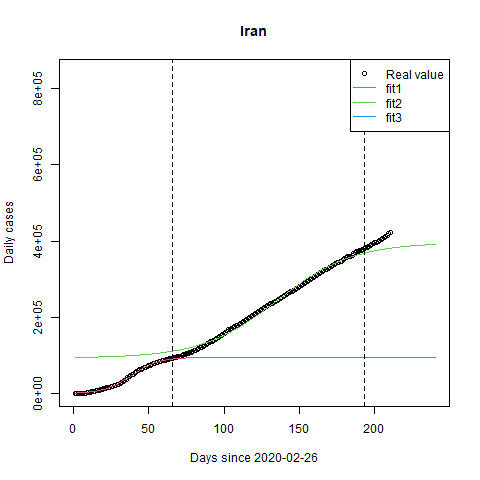 Iran
Real value
fit1
fit2
fit3
Daily cases
8e+05
6e+05
4e+05
2e+05
0e+00
0 50 100 150 200
Days since 2020-02-26